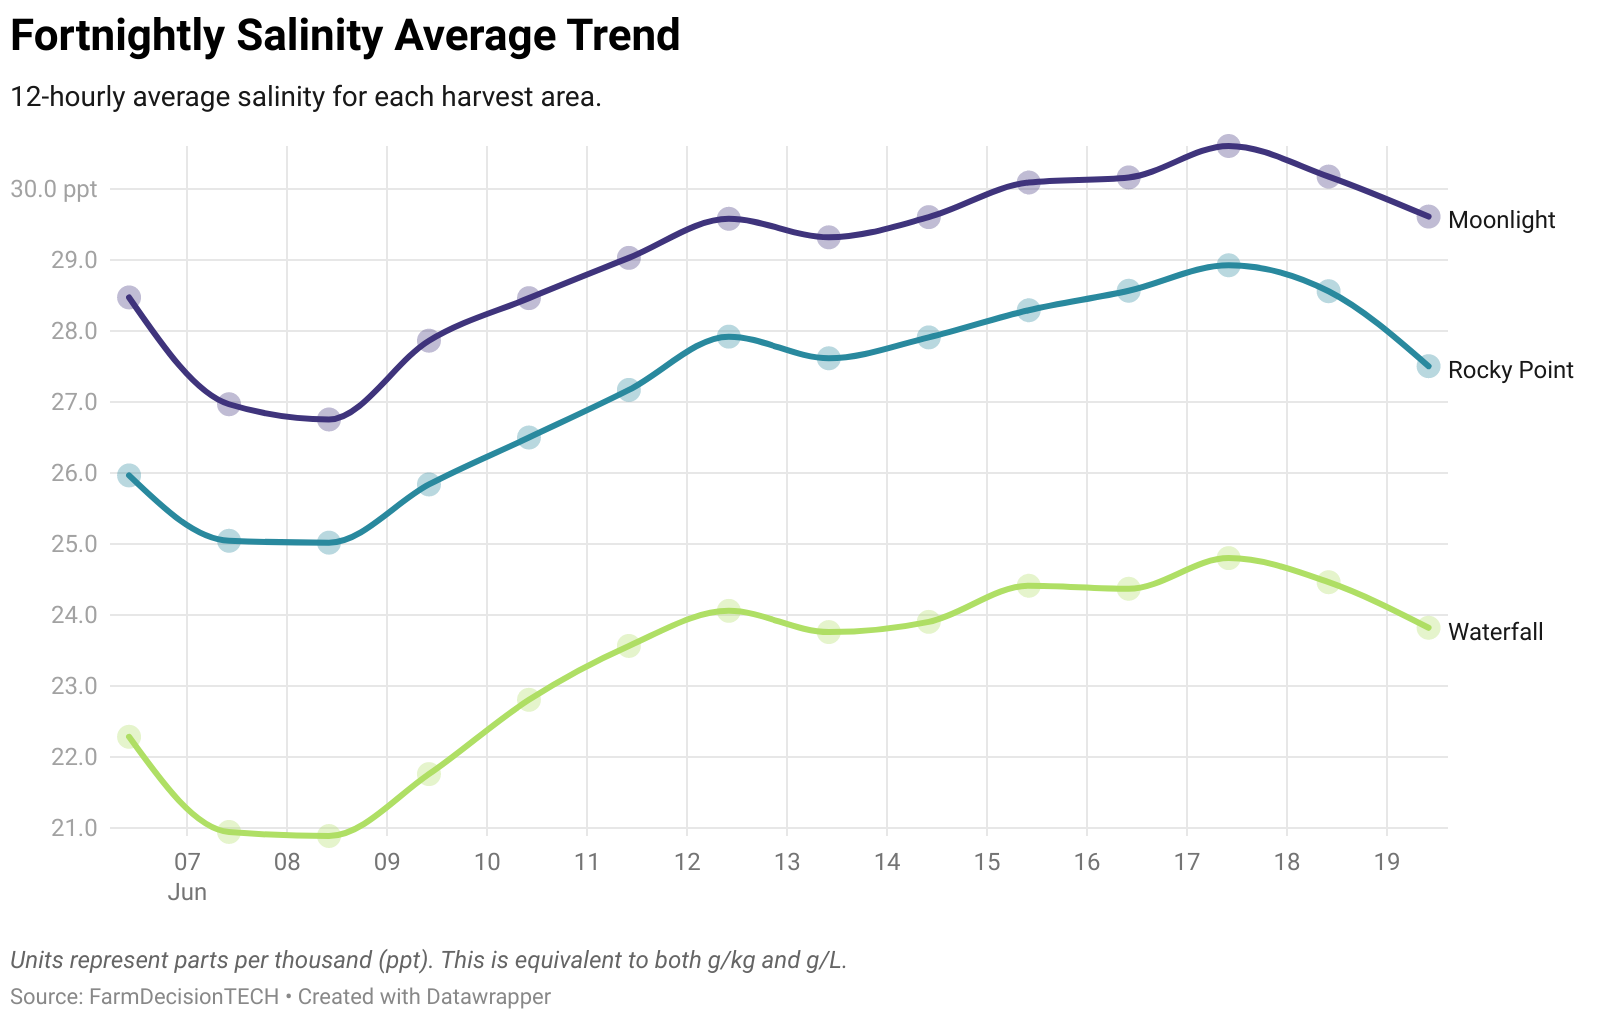 Fortnightly Salinity Average Trend
12-hourly average salinity for each harvest area.
30.0 ppt
29.0
28.0
27.0
26.0
25.0
24.0
23.0
22.0
21.0
Moonlight
Rocky Point
Waterfall
07 08 09 10 11 12 13 14 15 16 17 18 19
Jun
Units represent parts per thousand (ppt). This is equivalent to both g/kg and g/L.
Source: FarmDecisionTECH • Created with Datawrapper